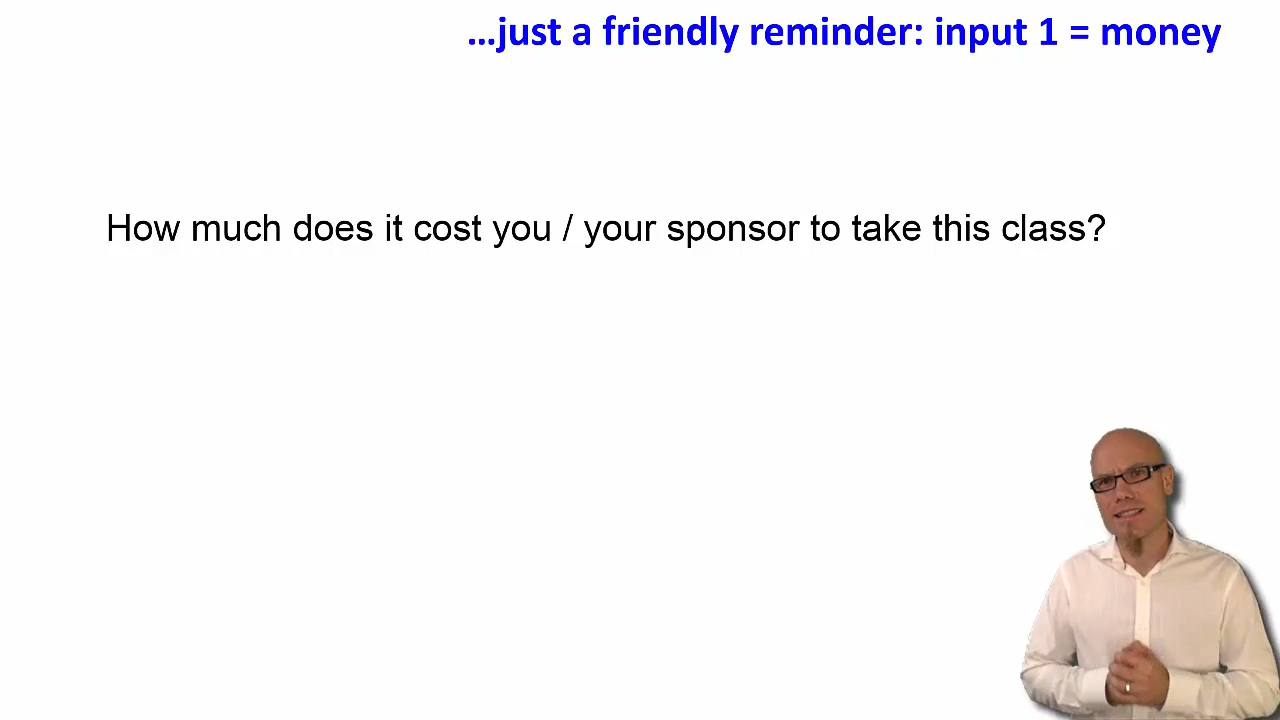 ...just a friendly reminder: input 1 = money
How much does it cost you / your sponsor to take this class?